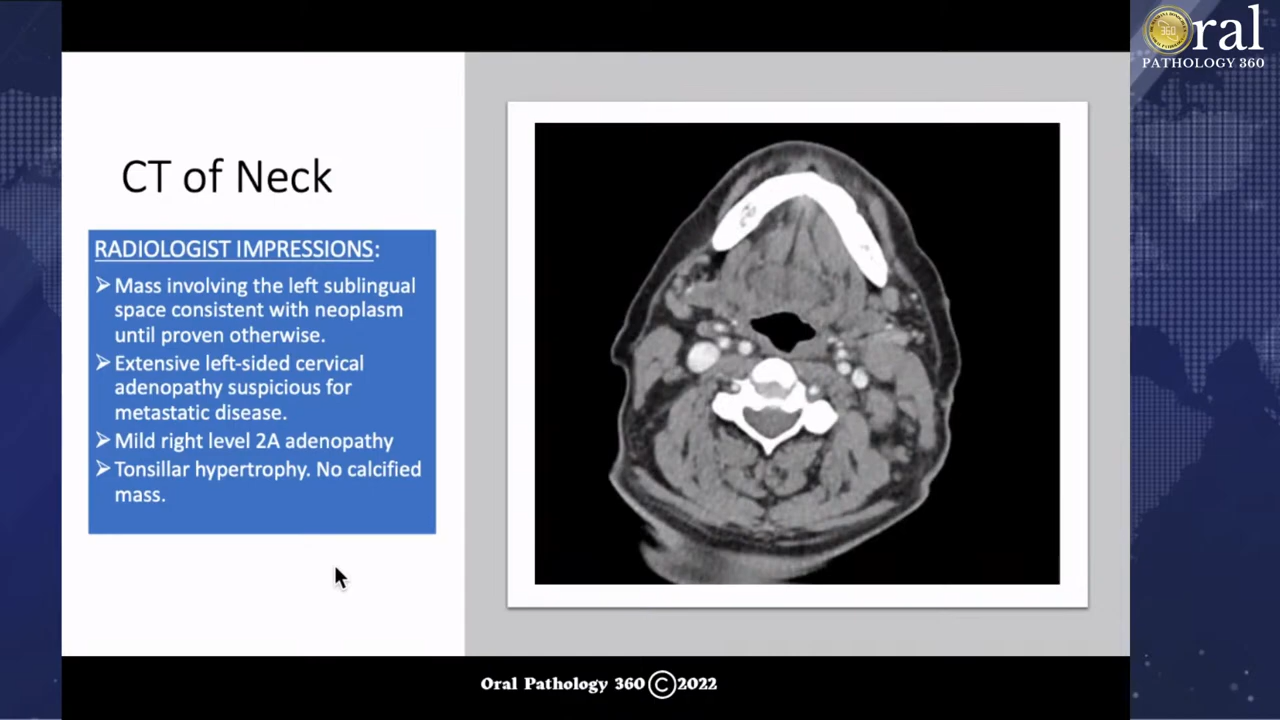 Oral
PATHOLOGY 360
360
CT of Neck
RADIOLOGIST IMPRESSIONS:
➢ Mass involving the left sublingual
space consistent with neoplasm
until proven otherwise.
➢ Extensive left-sided cervical
adenopathy suspicious for
metastatic disease.
➢ Mild right level 2A adenopathy
➢ Tonsillar hypertrophy. No calcified
mass.
Oral Pathology 360 © 2022